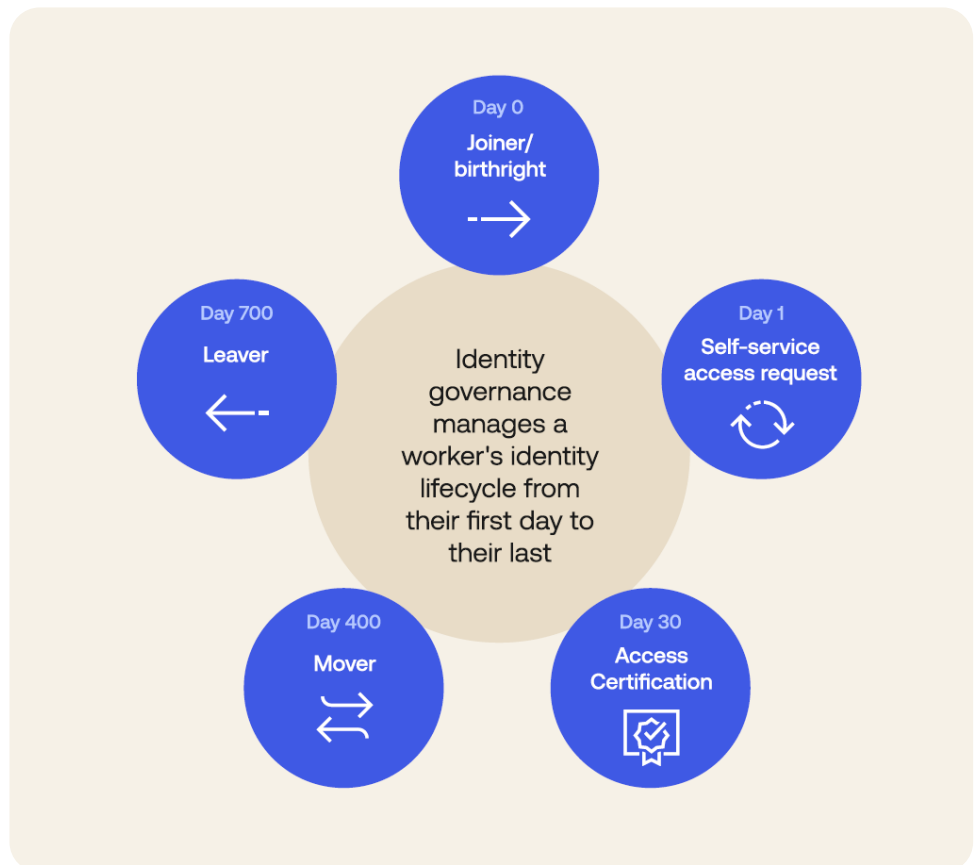 Day 0
Joiner/
birthright
Day 1
Self-service
access request
Day 30
Access
Certification
Day 400
Mover
Day 700
Leaver
Identity
governance
manages a
worker's identity
lifecycle from
their first day to
their last